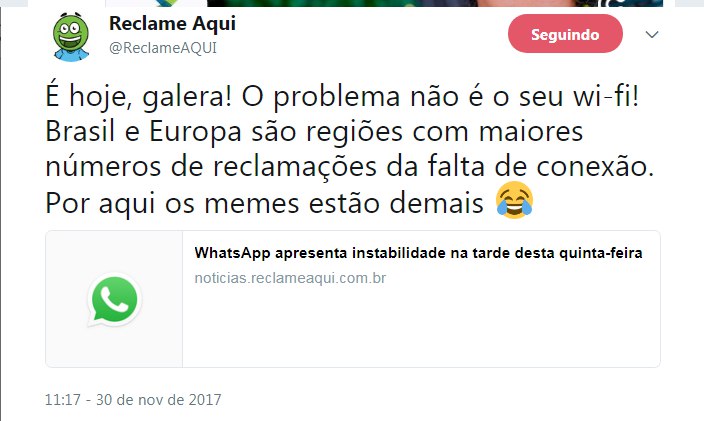 Reclame Aqui
@ReclameAQUI
Seguindo
É hoje, galera! O problema não é o seu wi-fi!
Brasil e Europa são regiões com maiores
números de reclamações da falta de conexão.
Por aqui os memes estão demais 😂
WhatsApp apresenta instabilidade na tarde desta quinta-feira
noticias.reclameaqui.com.br
11:17 - 30 de nov de 2017